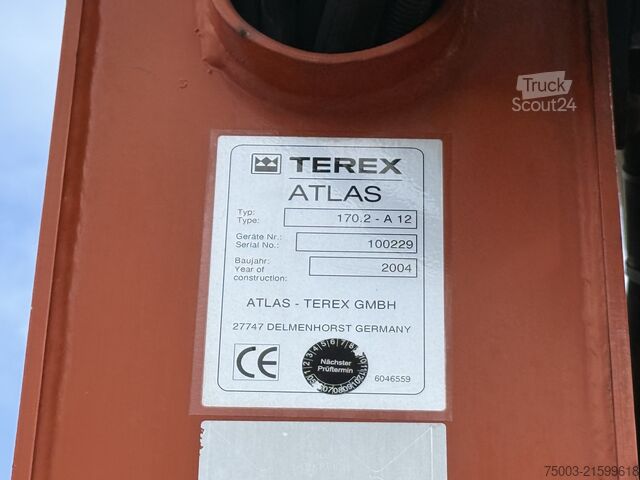 Truck
Scout24
TEREX
ATLAS
Typ:
Type:
170.2 - A 12
Geräte Nr.:
Serial No.:
100229
Baujahr:
Year of
construction:
2004
ATLAS - TEREX GMBH
27747 DELMENHORST GERMANY
CE
Nächster
Prüftermin
6046559
75003-21599618